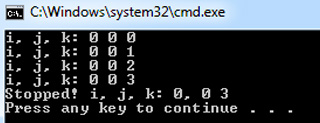 C:\Windows\system32\cmd.exe
i, j, k: 0 0 0
i, j, k: 0 0 1
i, j, k: 0 0 2
i, j, k: 0 0 3
Stopped! i, j, k: 0, 0 3
Press any key to continue . . .